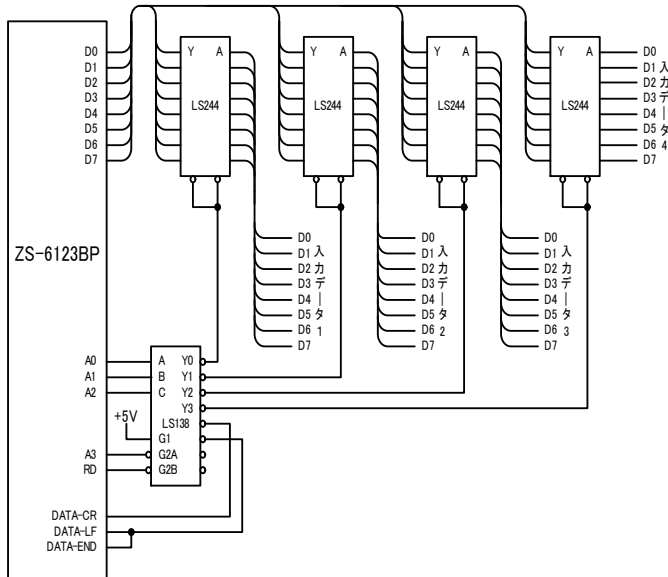 D0
D1
D2
D3
D4
D5
D6
D7
Y A
LS244
Y A
LS244
Y A
LS244
Y A
LS244
D0
D1 入
D2 力
D3 デ
D4 ｜
D5 タ
D6 4
D7
ZS-6123BP
D0
D1 入
D2 力
D3 デ
D4 ｜
D5 タ
D6 1
D7
D0
D1 入
D2 力
D3 デ
D4 ｜
D5 タ
D6 2
D7
D0
D1 入
D2 力
D3 デ
D4 ｜
D5 タ
D6 3
D7
A0
A1
A2
+5V
A3
RD
A Y0
B Y1
C Y2
Y3
LS138
G1
G2A
G2B
DATA-CR
DATA-LF
DATA-END